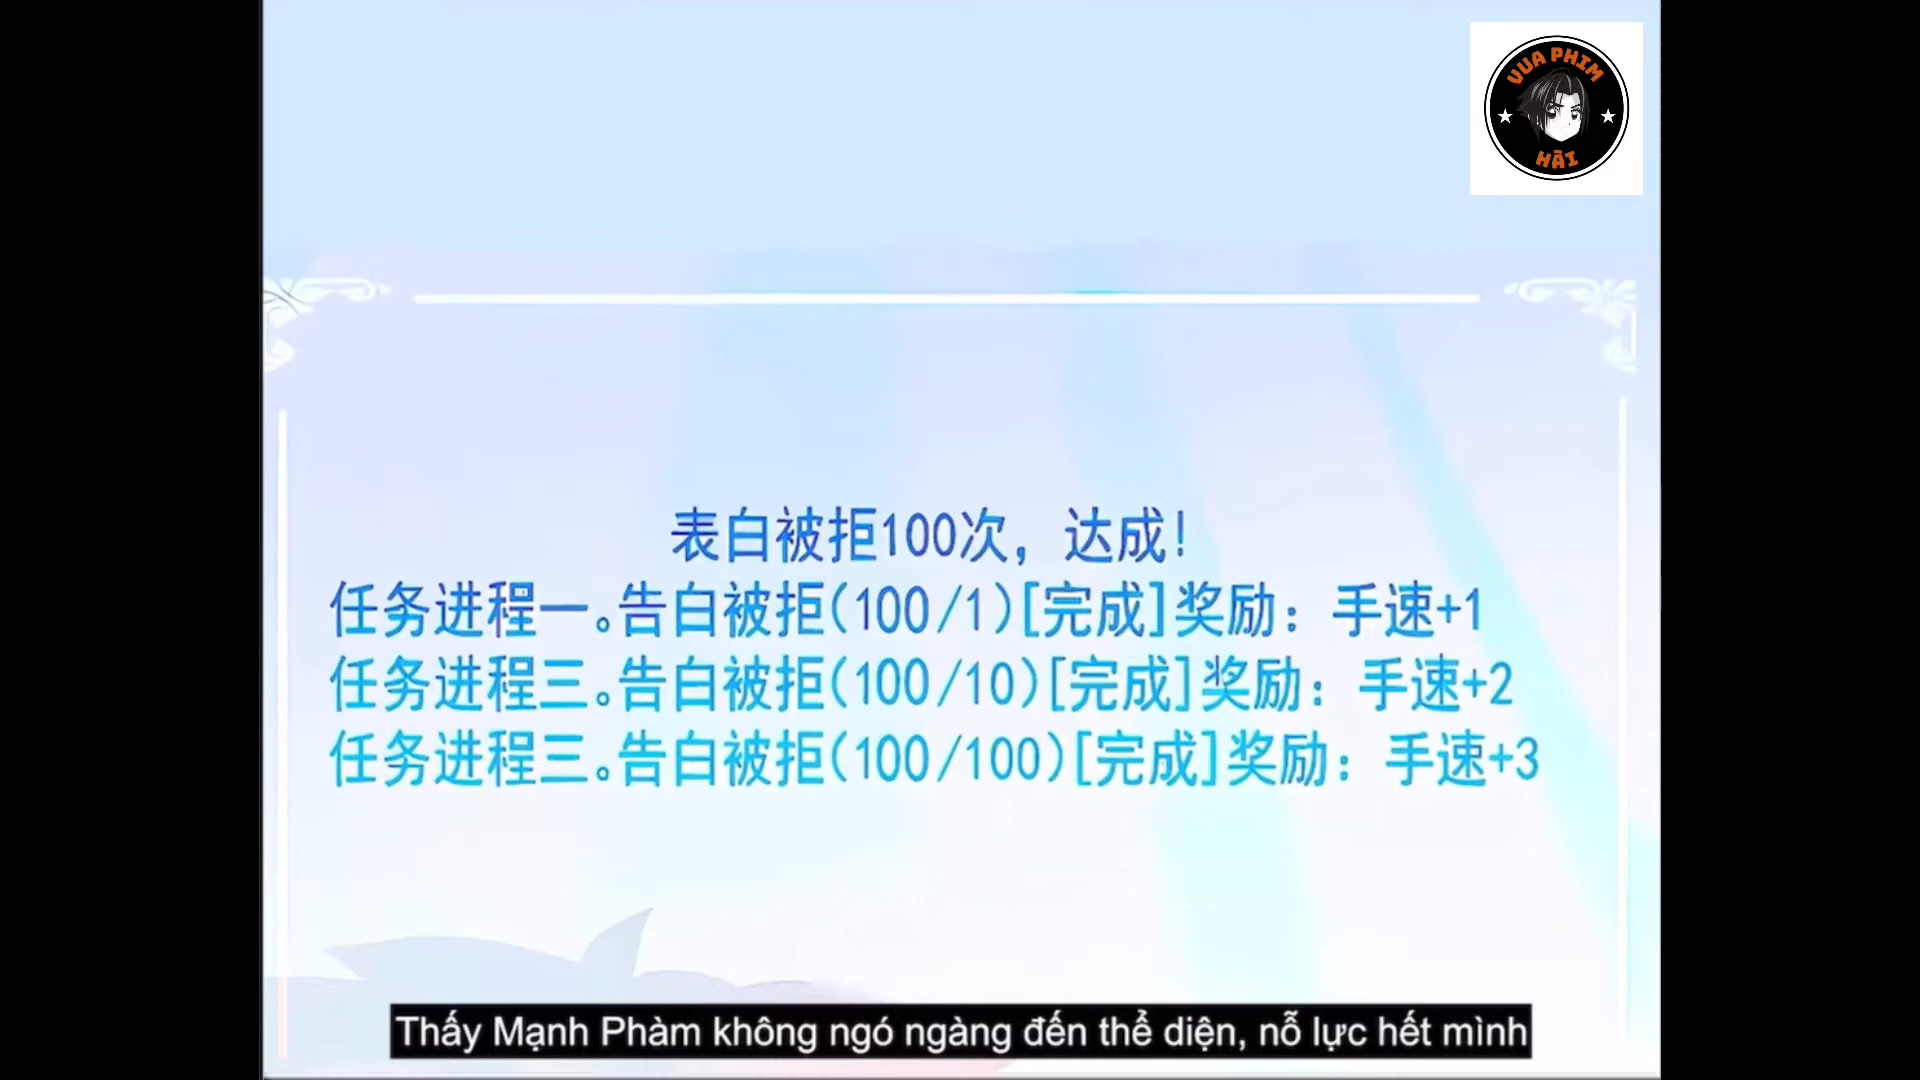 VUA PHIM
HÀI
表白被拒100次，达成！
任务进程一。告白被拒(100/1)[完成]奖励：手速+1
任务进程三。告白被拒(100/10)[完成]奖励：手速+2
任务进程三。告白被拒(100/100)[完成]奖励：手速+3
Thấy Mạnh Phàm không ngó ngàng đến thể diện, nỗ lực hết mình